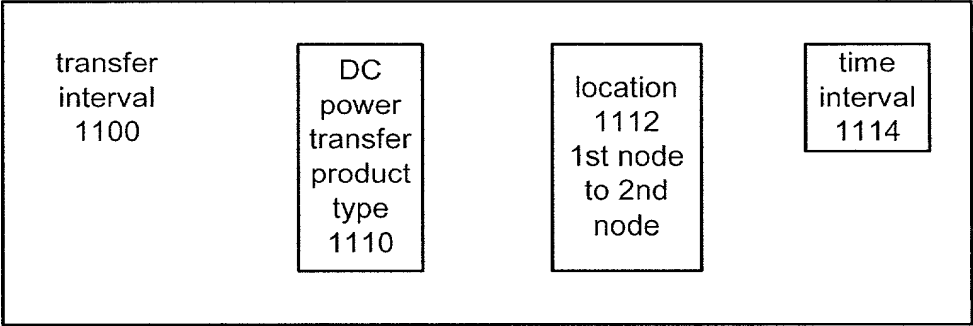 transfer
interval
1100
DC
power
transfer
product
type
1110
location
1112
1st node
to 2nd
node
time
interval
1114